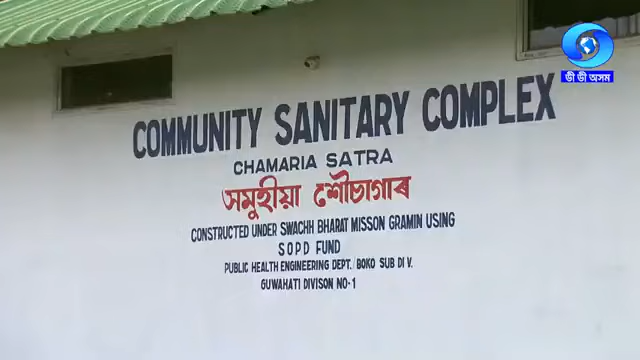 COMMUNITY SANITARY COMPLEX
CHAMARIA SATRA
সমুহীয়া শৌচাগাৰ
CONSTRUCTED UNDER SWACHH BHARAT MISSON GRAMIN USING
SOPD FUND
PUBLIC HEALTH ENGINEERING DEPT./BOKO SUB DIV.
GUWAHATI DIVISON NO-1
ডী ডী অসম